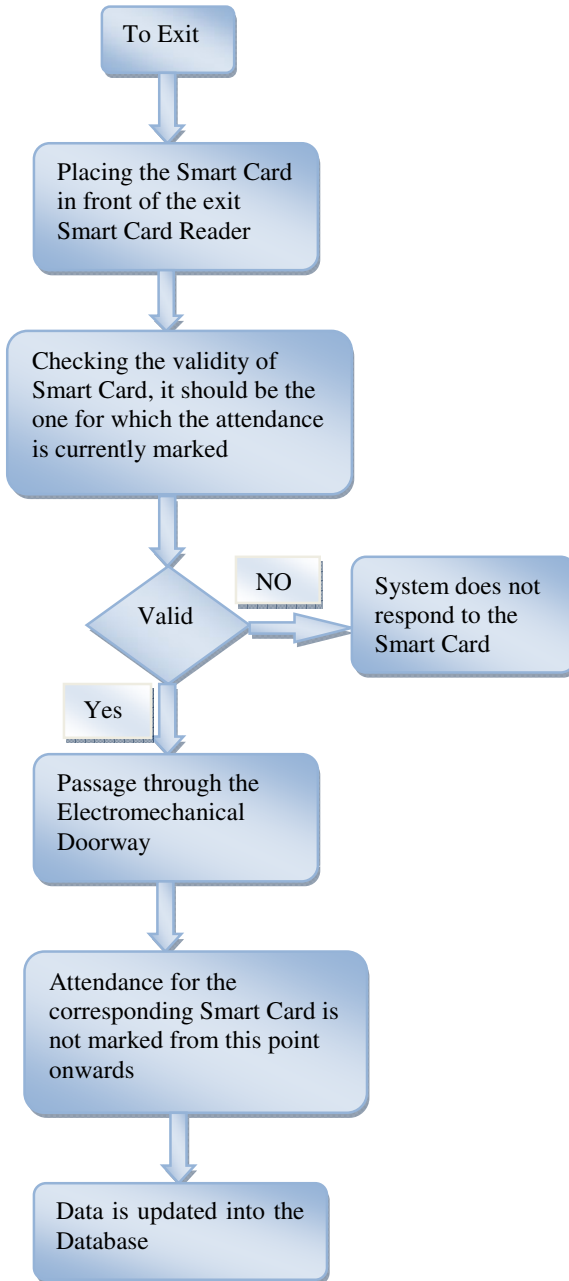 To Exit
Placing the Smart Card
in front of the exit
Smart Card Reader
Checking the validity of
Smart Card, it should be the
one for which the attendance
is currently marked
Valid
NO
System does not
respond to the
Smart Card
Yes
Passage through the
Electromechanical
Doorway
Attendance for the
corresponding Smart Card is
not marked from this point
onwards
Data is updated into the
Database